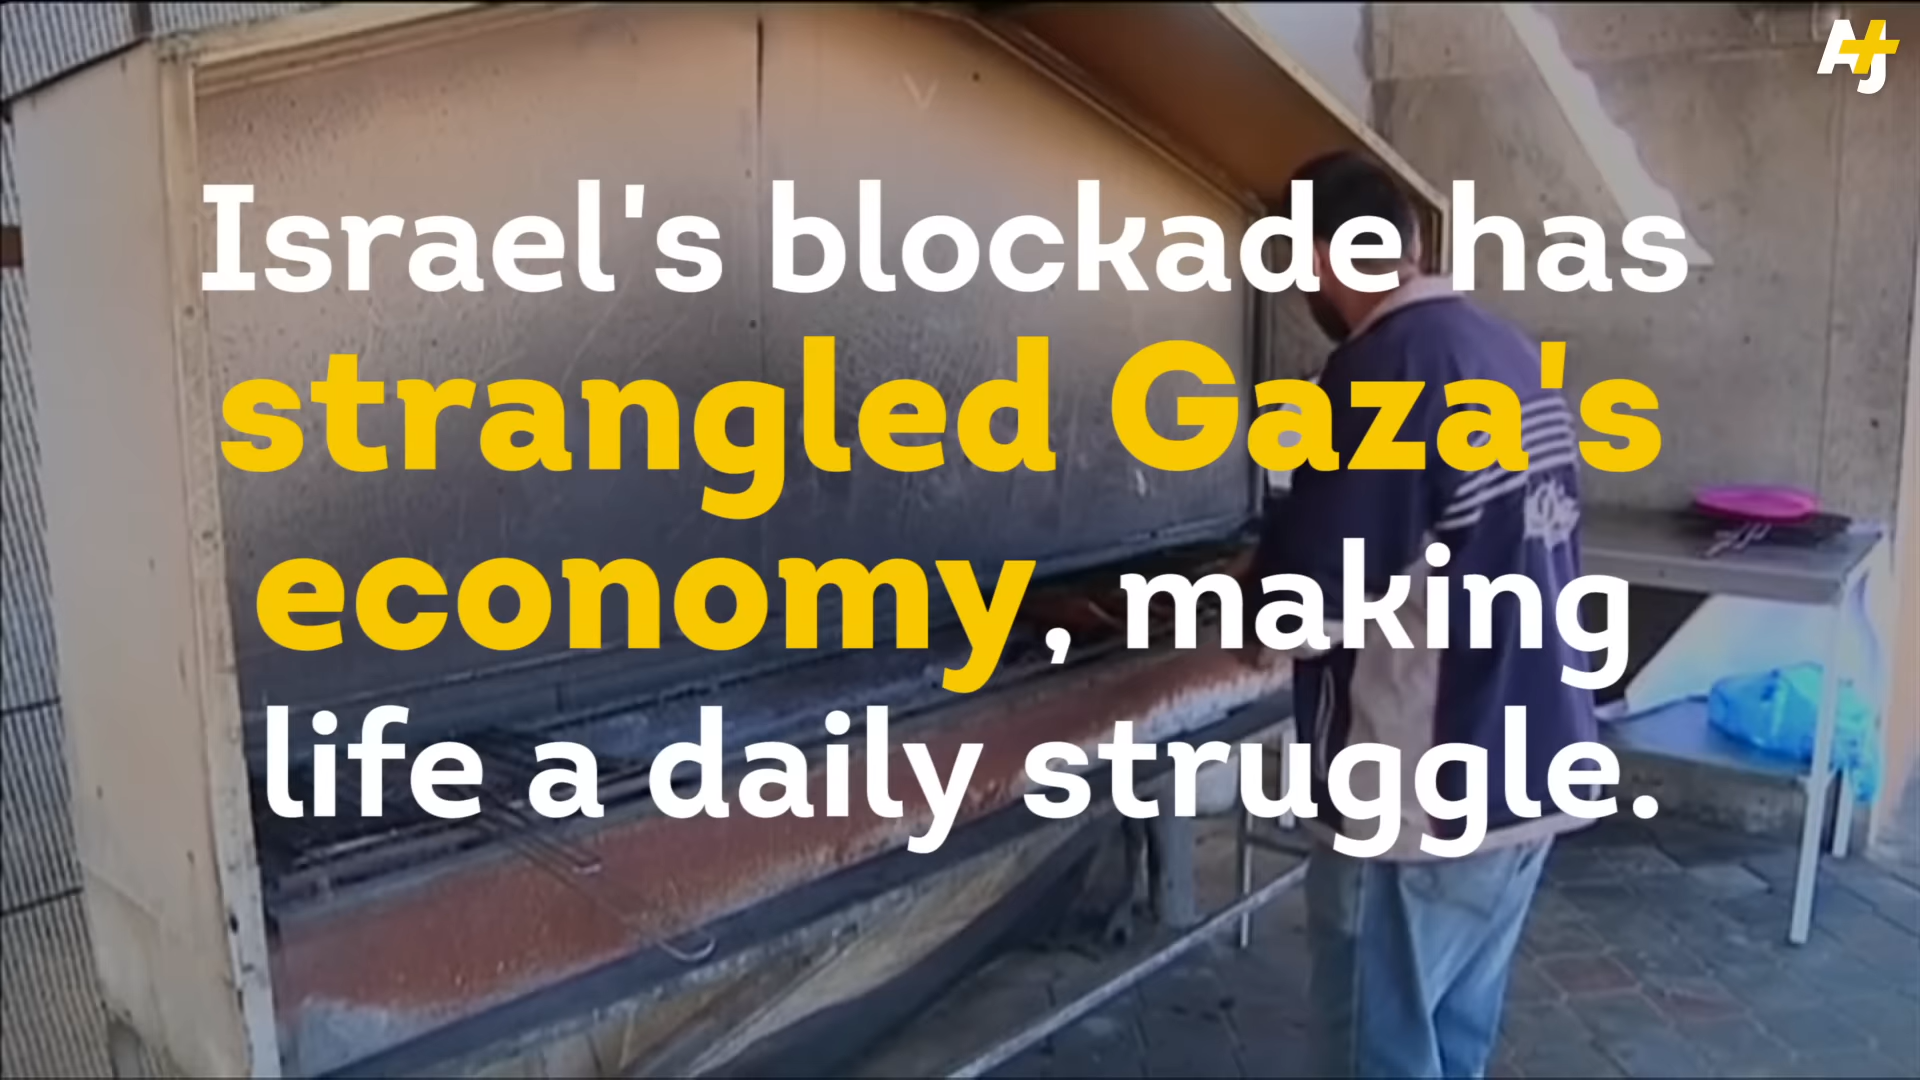 AJ+
Israel's blockade has
strangled Gaza's
economy, making
life a daily struggle.